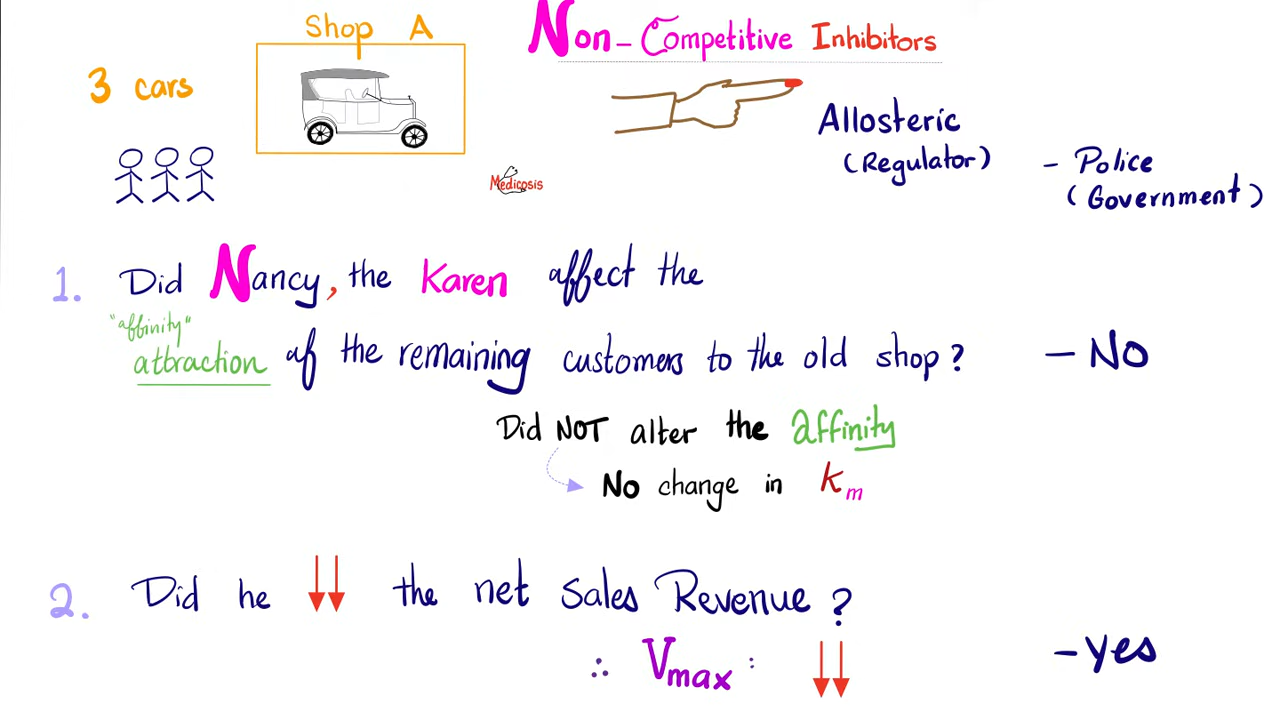 Shop A
Non-Competitive Inhibitors
3 cars
Allosteric
(Regulator)
- Police
(Government)
Medicosis
1. Did Nancy, the Karen affect the
"affinity"
attraction of the remaining customers to the old shop? - No
Did NOT alter the affinity
No change in Km
2. Did he ↓↓ the net Sales Revenue? - Yes
∴ Vmax: ↓↓